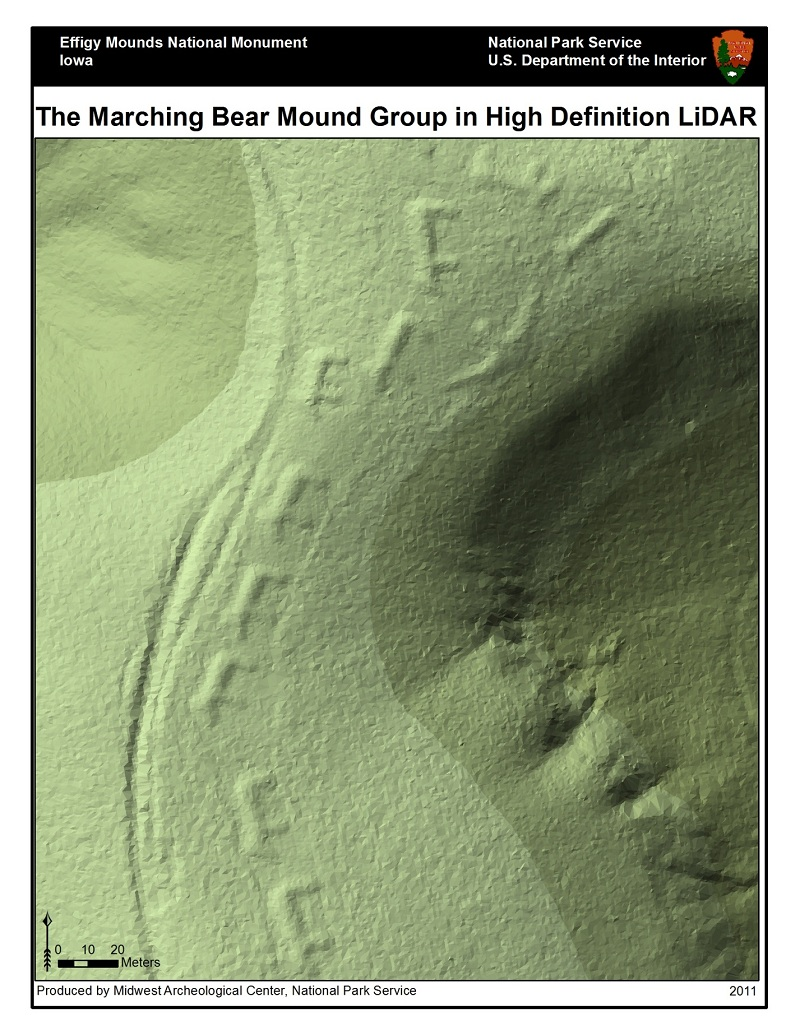 Effigy Mounds National Monument
Iowa
National Park Service
U.S. Department of the Interior
The Marching Bear Mound Group in High Definition LiDAR
0 10 20
Meters
Produced by Midwest Archeological Center, National Park Service
2011